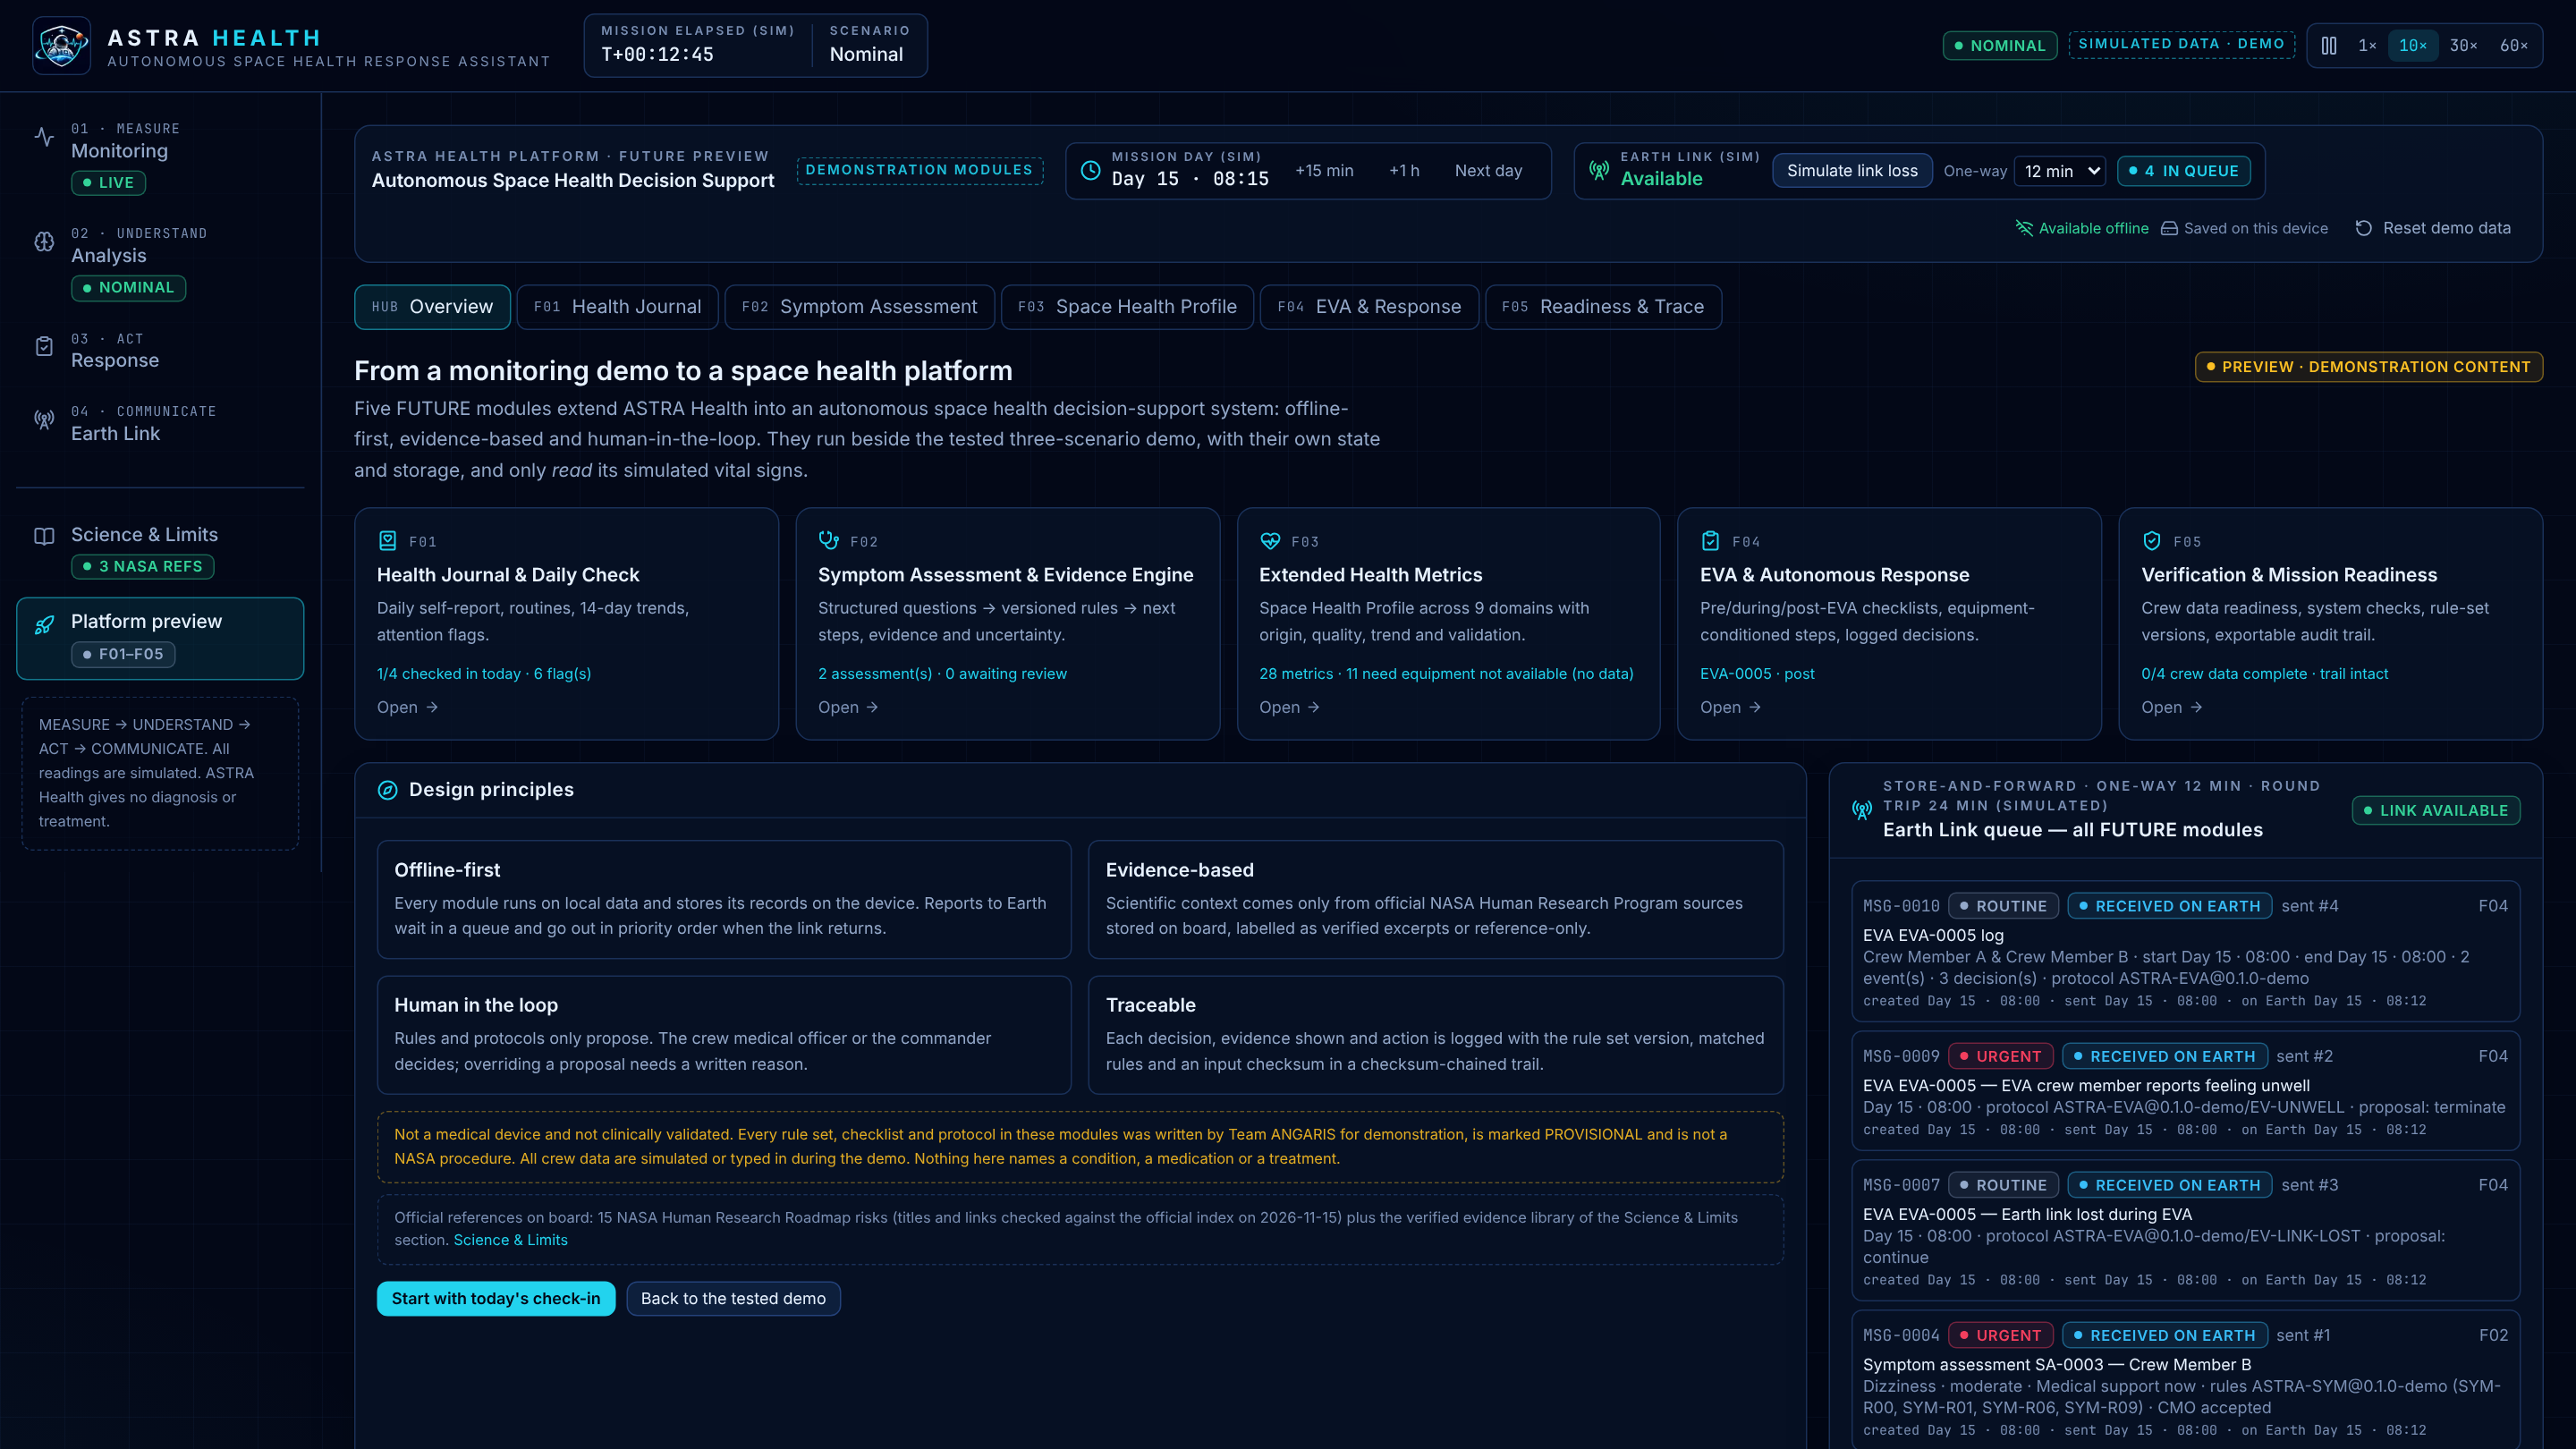 ASTRA HEALTH
AUTONOMOUS SPACE HEALTH RESPONSE ASSISTANT
MISSION ELAPSED (SIM)
T+00:12:45
SCENARIO
Nominal
NOMINAL
SIMULATED DATA · DEMO
1×
10×
30×
60×
01 · MEASURE
Monitoring
LIVE
02 · UNDERSTAND
Analysis
NOMINAL
03 · ACT
Response
04 · COMMUNICATE
Earth Link
Science & Limits
3 NASA REFS
Platform preview
F01–F05
MEASURE → UNDERSTAND →
ACT → COMMUNICATE. All
readings are simulated. ASTRA
Health gives no diagnosis or
treatment.
ASTRA HEALTH PLATFORM · FUTURE PREVIEW
Autonomous Space Health Decision Support
DEMONSTRATION MODULES
MISSION DAY (SIM)
Day 15 · 08:15
+15 min
+1 h
Next day
EARTH LINK (SIM)
Available
Simulate link loss
One-way
12 min
4 IN QUEUE
Available offline
Saved on this device
Reset demo data
HUB Overview
F01 Health Journal
F02 Symptom Assessment
F03 Space Health Profile
F04 EVA & Response
F05 Readiness & Trace
From a monitoring demo to a space health platform
PREVIEW · DEMONSTRATION CONTENT
Five FUTURE modules extend ASTRA Health into an autonomous space health decision-support system: offline-
first, evidence-based and human-in-the-loop. They run beside the tested three-scenario demo, with their own state
and storage, and only read its simulated vital signs.
F01
Health Journal & Daily Check
Daily self-report, routines, 14-day trends,
attention flags.
1/4 checked in today · 6 flag(s)
Open →
F02
Symptom Assessment & Evidence Engine
Structured questions → versioned rules → next
steps, evidence and uncertainty.
2 assessment(s) · 0 awaiting review
Open →
F03
Extended Health Metrics
Space Health Profile across 9 domains with
origin, quality, trend and validation.
28 metrics · 11 need equipment not available (no data)
Open →
F04
EVA & Autonomous Response
Pre/during/post-EVA checklists, equipment-
conditioned steps, logged decisions.
EVA-0005 · post
Open →
F05
Verification & Mission Readiness
Crew data readiness, system checks, rule-set
versions, exportable audit trail.
0/4 crew data complete · trail intact
Open →
Design principles
Offline-first
Every module runs on local data and stores its records on the device. Reports to Earth
wait in a queue and go out in priority order when the link returns.
Evidence-based
Scientific context comes only from official NASA Human Research Program sources
stored on board, labelled as verified excerpts or reference-only.
Human in the loop
Rules and protocols only propose. The crew medical officer or the commander
decides; overriding a proposal needs a written reason.
Traceable
Each decision, evidence shown and action is logged with the rule set version, matched
rules and an input checksum in a checksum-chained trail.
Not a medical device and not clinically validated. Every rule set, checklist and protocol in these modules was written by Team ANGARIS for demonstration, is marked PROVISIONAL and is not a
NASA procedure. All crew data are simulated or typed in during the demo. Nothing here names a condition, a medication or a treatment.
Official references on board: 15 NASA Human Research Roadmap risks (titles and links checked against the official index on 2026-11-15) plus the verified evidence library of the Science & Limits
section. Science & Limits
Start with today's check-in
Back to the tested demo
STORE-AND-FORWARD · ONE-WAY 12 MIN · ROUND
TRIP 24 MIN (SIMULATED)
Earth Link queue — all FUTURE modules
LINK AVAILABLE
MSG-0010 ROUTINE RECEIVED ON EARTH sent #4 F04
EVA EVA-0005 log
Crew Member A & Crew Member B · start Day 15 · 08:00 · end Day 15 · 08:00 · 2
event(s) · 3 decision(s) · protocol ASTRA-EVA@0.1.0-demo
created Day 15 · 08:00 · sent Day 15 · 08:00 · on Earth Day 15 · 08:12
MSG-0009 URGENT RECEIVED ON EARTH sent #2 F04
EVA EVA-0005 — EVA crew member reports feeling unwell
Day 15 · 08:00 · protocol ASTRA-EVA@0.1.0-demo/EV-UNWELL · proposal: terminate
created Day 15 · 08:00 · sent Day 15 · 08:00 · on Earth Day 15 · 08:12
MSG-0007 ROUTINE RECEIVED ON EARTH sent #3 F04
EVA EVA-0005 — Earth link lost during EVA
Day 15 · 08:00 · protocol ASTRA-EVA@0.1.0-demo/EV-LINK-LOST · proposal:
continue
created Day 15 · 08:00 · sent Day 15 · 08:00 · on Earth Day 15 · 08:12
MSG-0004 URGENT RECEIVED ON EARTH sent #1 F02
Symptom assessment SA-0003 — Crew Member B
Dizziness · moderate · Medical support now · rules ASTRA-SYM@0.1.0-demo (SYM-
R00, SYM-R01, SYM-R06, SYM-R09) · CMO accepted
created Day 15 · 08:00 · sent Day 15 · 08:00 · on Earth Day 15 · 08:12